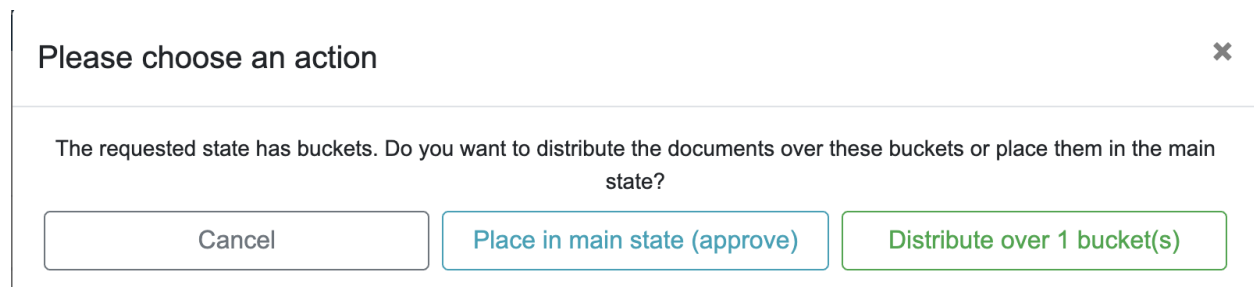 Please choose an action
The requested state has buckets. Do you want to distribute the documents over these buckets or place them in the main
state?
Cancel
Place in main state (approve)
Distribute over 1 bucket(s)